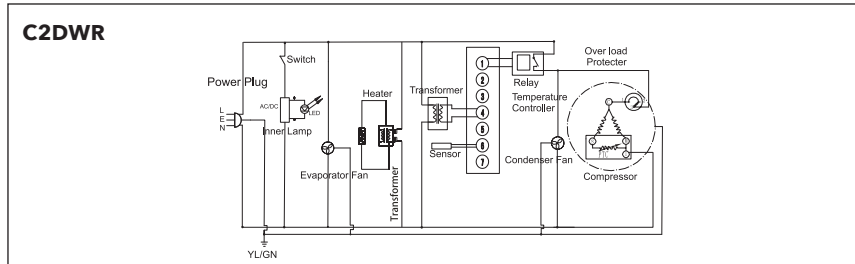 C2DWR
Over load
Protecter
Switch
Power Plug
Heater
Transformer
Relay
Temperature
Controller
L
E
N
AC/DC
LED
Inner Lamp
Evaporator Fan
Transformer
Sensor
1
2
3
4
5
6
7
Condenser Fan
PTC
Compressor
YL/GN